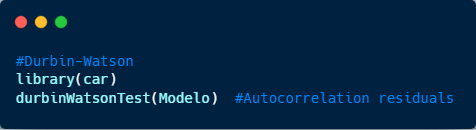 #Durbin-Watson
library(car)
durbinWatsonTest(Modelo)  #Autocorrelation residuals